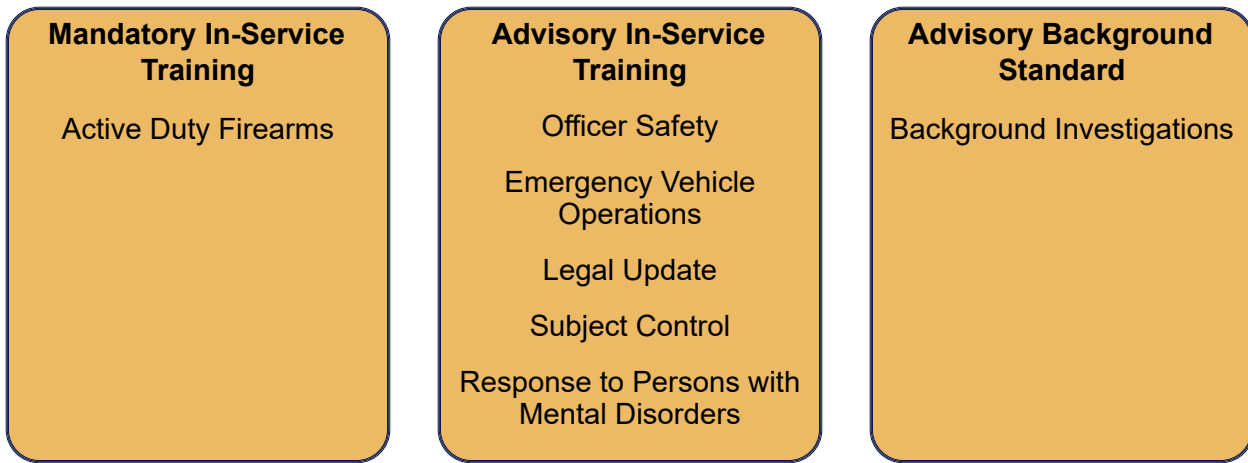 Mandatory In-Service
Training
Active Duty Firearms
Advisory In-Service
Training
Officer Safety
Emergency Vehicle
Operations
Legal Update
Subject Control
Response to Persons with
Mental Disorders
Advisory Background
Standard
Background Investigations